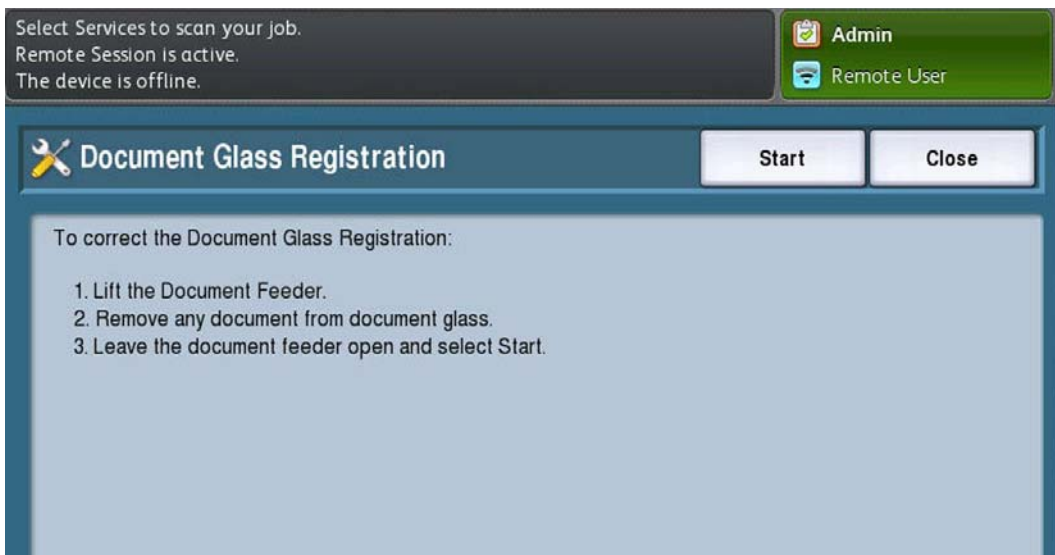 Select Services to scan your job.
Remote Session is active.
The device is offline.
Admin
Remote User
Document Glass Registration
Start
Close
To correct the Document Glass Registration:
1. Lift the Document Feeder.
2. Remove any document from document glass.
3. Leave the document feeder open and select Start.